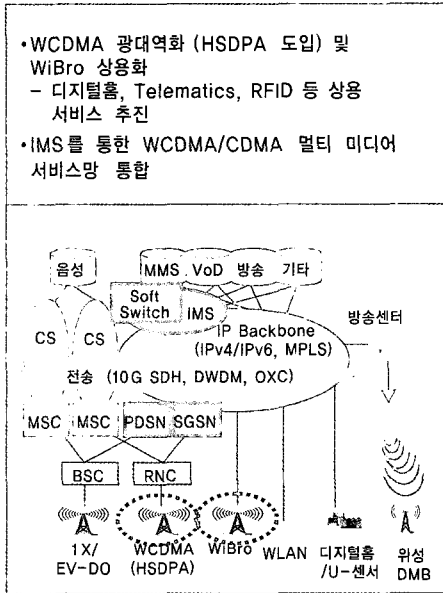 •WCDMA 광대역화 (HSDPA 도입) 및
WiBro 상용화
– 디지털홈, Telematics, RFID 등 상용
서비스 추진
•IMS를 통한 WCDMA/CDMA 멀티 미디어
서비스망 통합
음성
MMS VoD 방송 기타
Soft
Switch
IMS
CS
CS
IP Backbone
(IPv4/IPv6, MPLS)
방송센터
전송 (10G SDH, DWDM, OXC)
MSC MSC PDSN SGSN
BSC RNC
1X/
EV-DO
WCDMA
(HSDPA)
WiBro
WLAN
디지털홈
/U-센서
위성
DMB